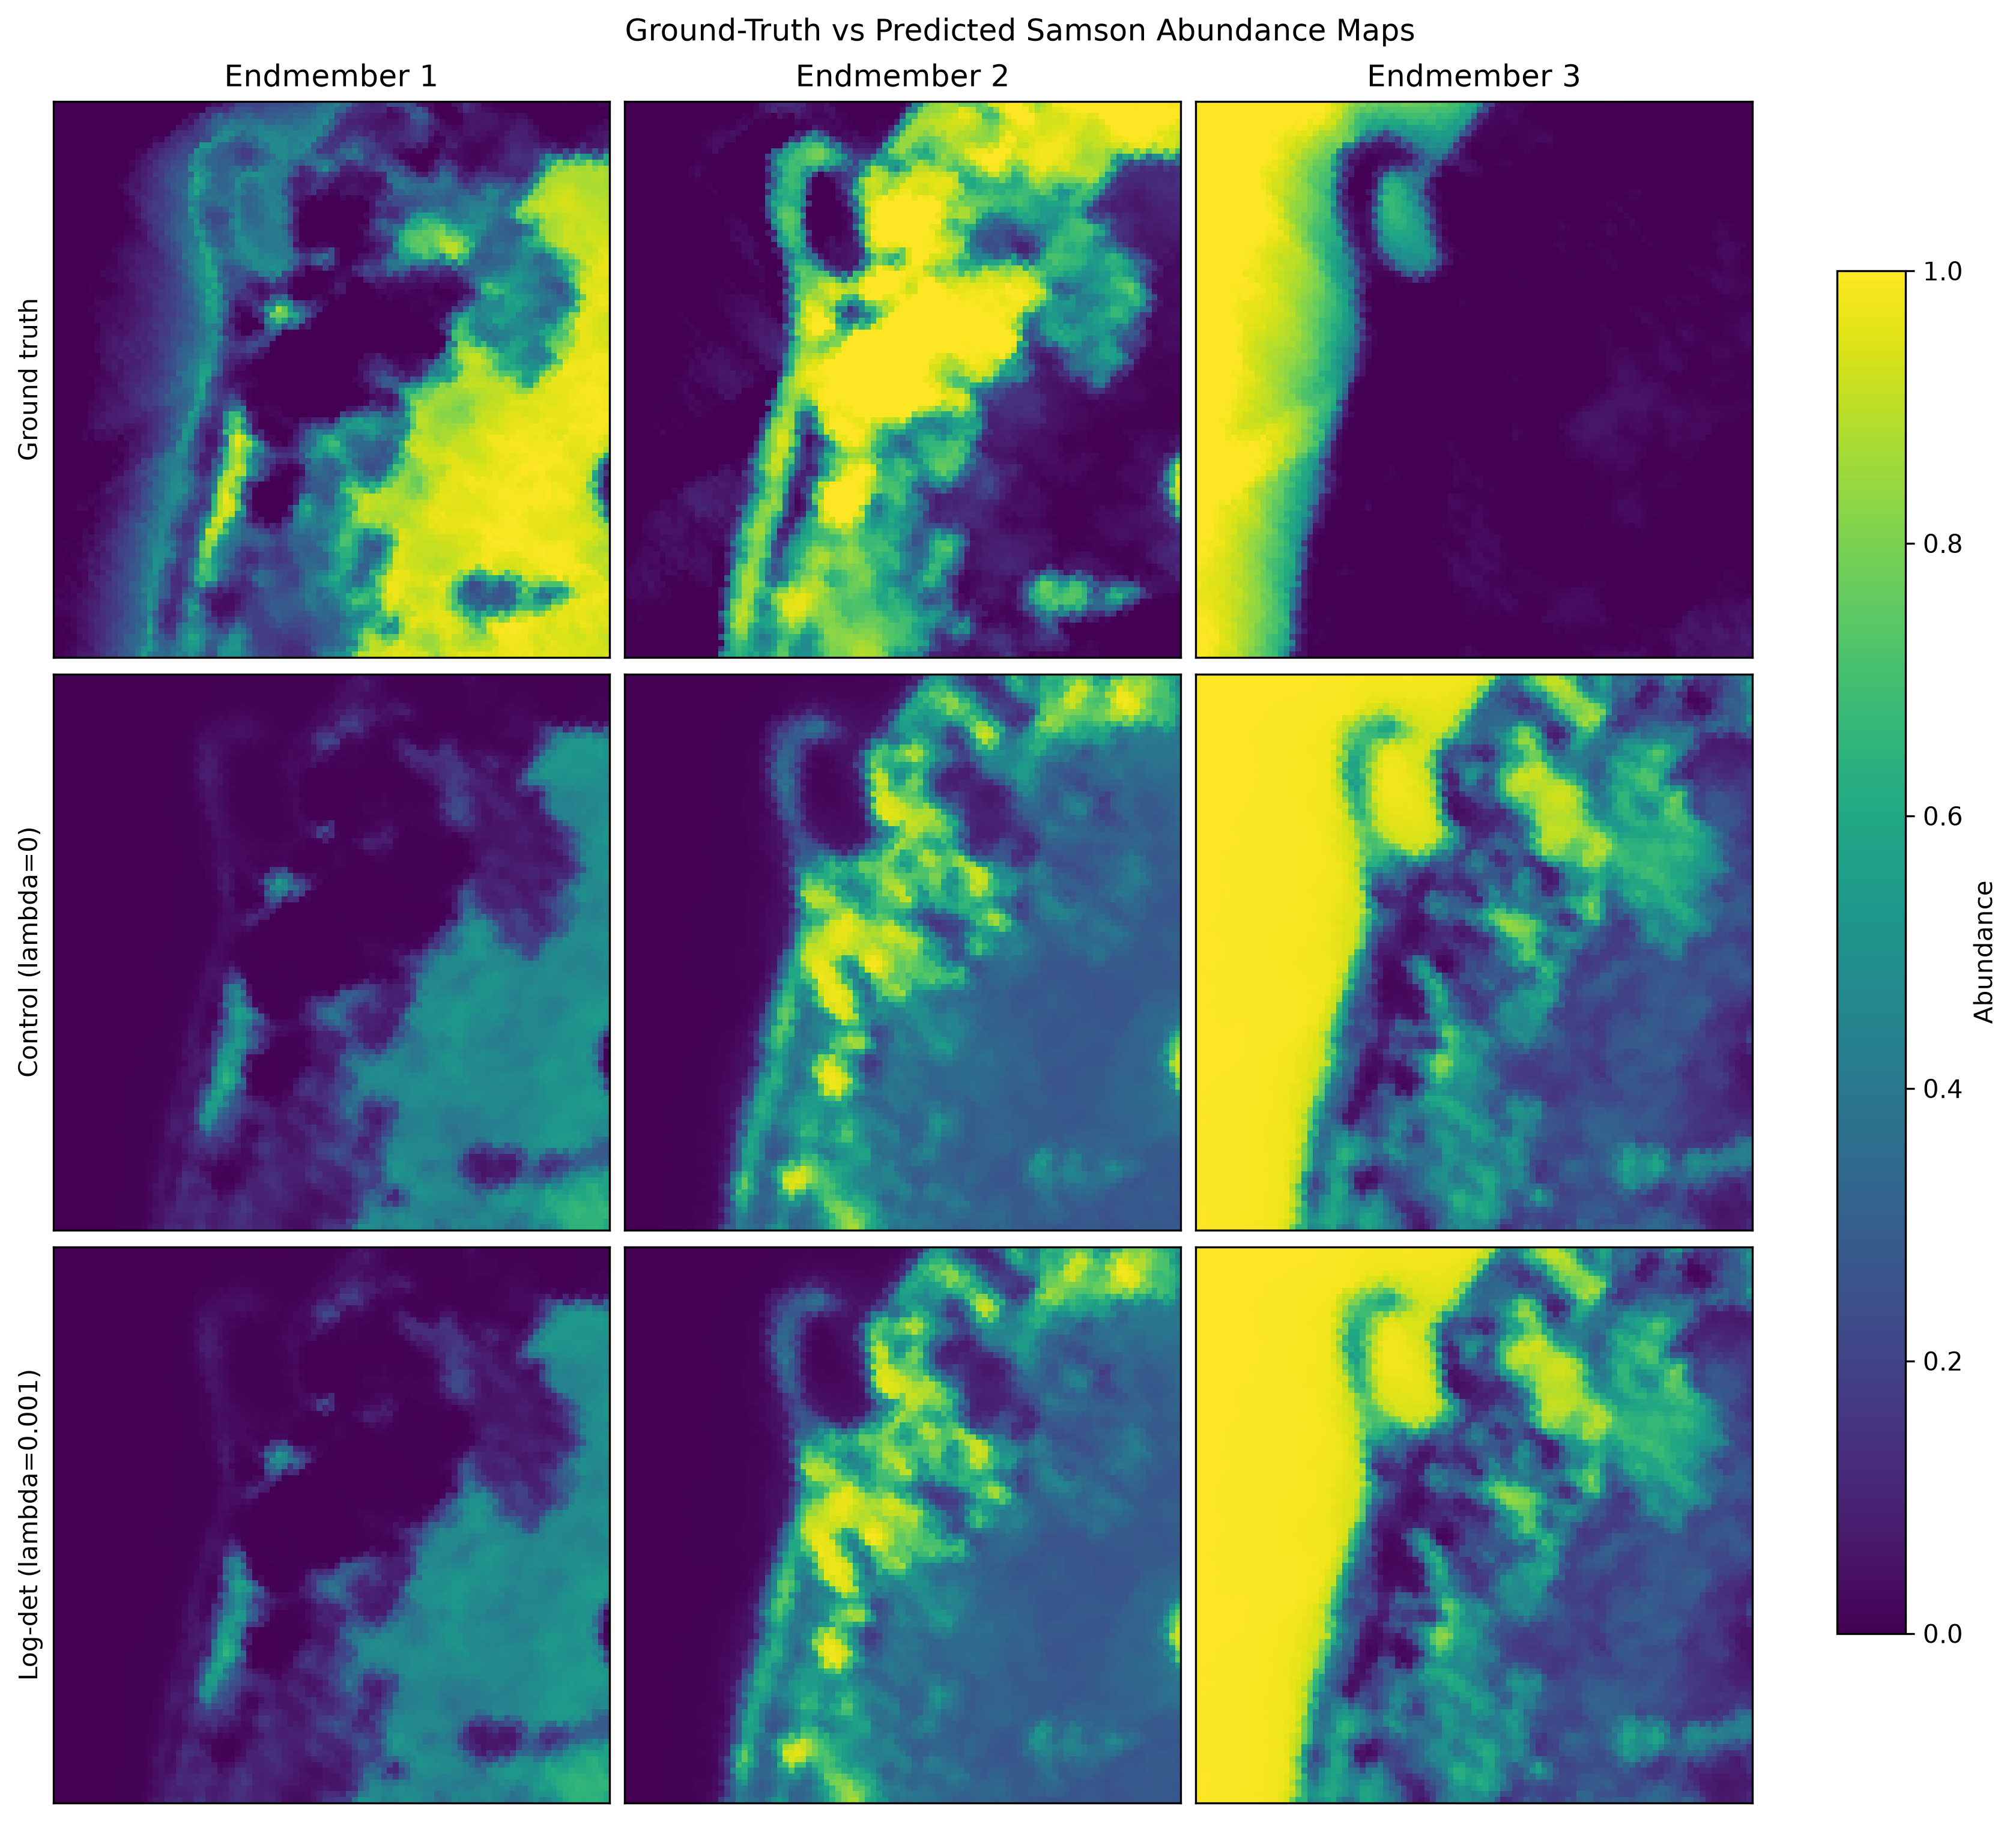 Ground-Truth vs Predicted Samson Abundance Maps
Endmember 1
Endmember 2
Endmember 3
Ground truth
Control (lambda=0)
Log-det (lambda=0.001)
1.0
0.8
0.6
0.4
0.2
0.0
Abundance